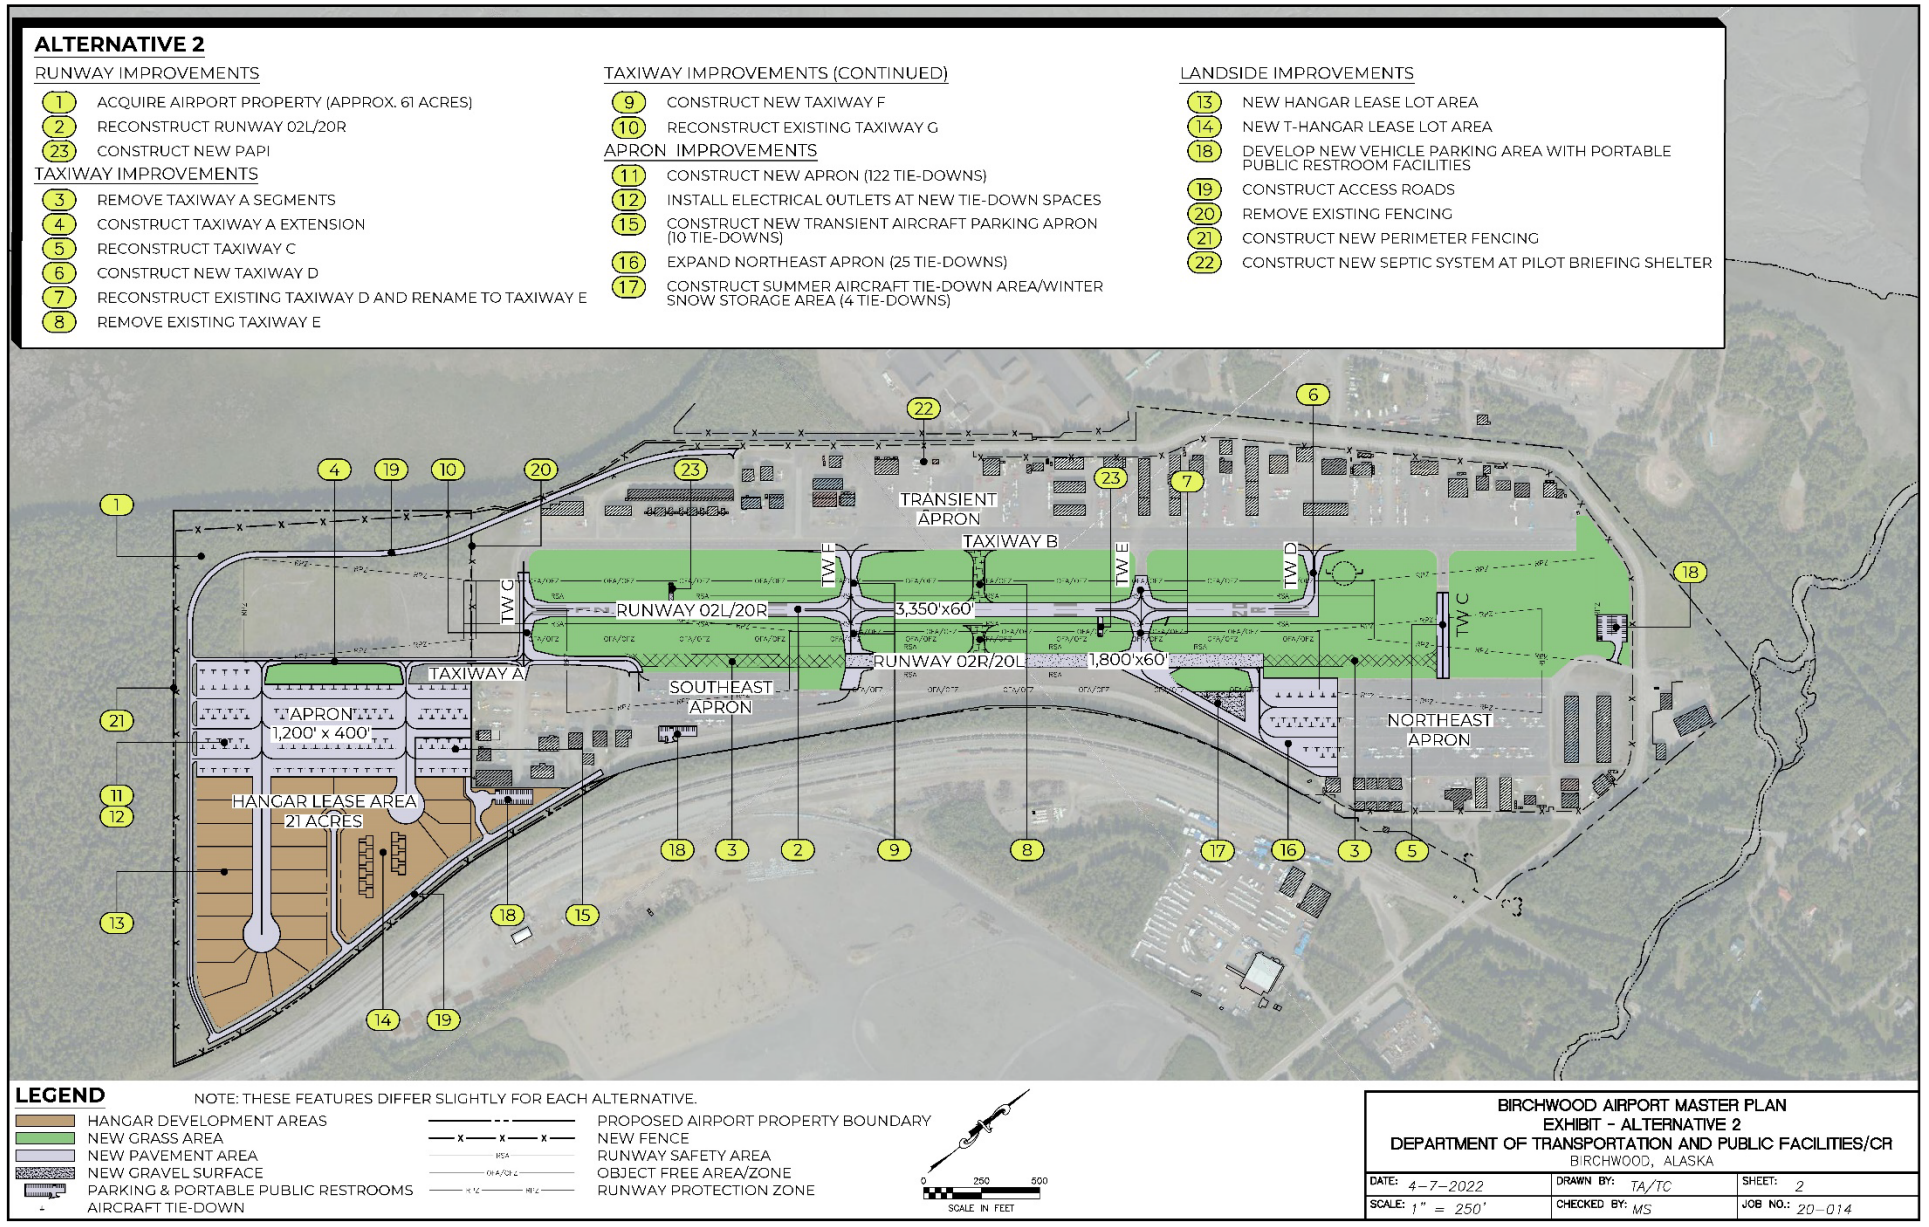 ALTERNATIVE 2
RUNWAY IMPROVEMENTS
1 ACQUIRE AIRPORT PROPERTY (APPROX. 61 ACRES)
2 RECONSTRUCT RUNWAY 02L/20R
23 CONSTRUCT NEW PAPI
TAXIWAY IMPROVEMENTS
3 REMOVE TAXIWAY A SEGMENTS
4 CONSTRUCT TAXIWAY A EXTENSION
5 RECONSTRUCT TAXIWAY C
6 CONSTRUCT NEW TAXIWAY D
7 RECONSTRUCT EXISTING TAXIWAY D AND RENAME TO TAXIWAY E
8 REMOVE EXISTING TAXIWAY E
TAXIWAY IMPROVEMENTS (CONTINUED)
9 CONSTRUCT NEW TAXIWAY F
10 RECONSTRUCT EXISTING TAXIWAY G
APRON IMPROVEMENTS
11 CONSTRUCT NEW APRON (122 TIE-DOWNS)
12 INSTALL ELECTRICAL OUTLETS AT NEW TIE-DOWN SPACES
15 CONSTRUCT NEW TRANSIENT AIRCRAFT PARKING APRON
(10 TIE-DOWNS)
16 EXPAND NORTHEAST APRON (25 TIE-DOWNS)
17 CONSTRUCT SUMMER AIRCRAFT TIE-DOWN AREA/WINTER
SNOW STORAGE AREA (4 TIE-DOWNS)
LANDSIDE IMPROVEMENTS
13 NEW HANGAR LEASE LOT AREA
14 NEW T-HANGAR LEASE LOT AREA
18 DEVELOP NEW VEHICLE PARKING AREA WITH PORTABLE
PUBLIC RESTROOM FACILITIES
19 CONSTRUCT ACCESS ROADS
20 REMOVE EXISTING FENCING
21 CONSTRUCT NEW PERIMETER FENCING
22 CONSTRUCT NEW SEPTIC SYSTEM AT PILOT BRIEFING SHELTER
6
22
4 19 10 20 23
23 7
1
TRANSIENT
APRON
TAXIWAY B
TW G
TW F
TW E
TW D
TW C
18
RUNWAY 02L/20R
3,350'x60'
RUNWAY 02R/20L
1,800'x60'
TAXIWAY A
SOUTHEAST
APRON
NORTHEAST
APRON
21
APRON
1,200' x 400'
11
12
HANGAR LEASE AREA
21 ACRES
18 3 2 9 8 17 16 3 5
13
18 15
14 19
LEGEND
NOTE: THESE FEATURES DIFFER SLIGHTLY FOR EACH ALTERNATIVE.
HANGAR DEVELOPMENT AREAS
NEW GRASS AREA
NEW PAVEMENT AREA
NEW GRAVEL SURFACE
PARKING & PORTABLE PUBLIC RESTROOMS
AIRCRAFT TIE-DOWN
PROPOSED AIRPORT PROPERTY BOUNDARY
X X X X NEW FENCE
RSA RUNWAY SAFETY AREA
OFA/OFZ OBJECT FREE AREA/ZONE
RPZ RPZ RUNWAY PROTECTION ZONE
0 250 500
SCALE IN FEET
BIRCHWOOD AIRPORT MASTER PLAN
EXHIBIT - ALTERNATIVE 2
DEPARTMENT OF TRANSPORTATION AND PUBLIC FACILITIES/CR
BIRCHWOOD, ALASKA
DATE: 4-7-2022 DRAWN BY: TA/TC SHEET: 2
SCALE: 1" = 250' CHECKED BY: MS JOB NO.: 20-014